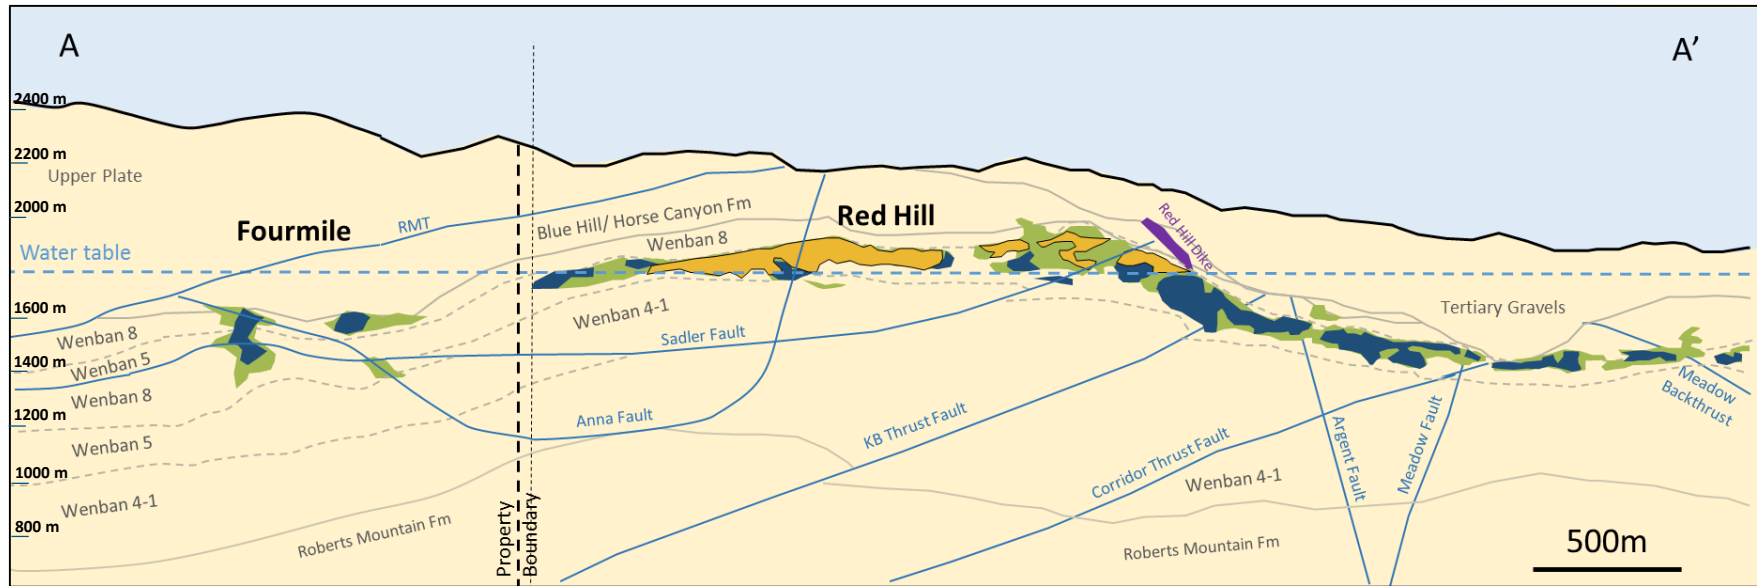 A
A'
2400 m
2200 m
Upper Plate
2000 m
Fourmile
RMT
Blue Hill/ Horse Canyon Fm
Red Hill
Red Hill Dike
Wenban 8
Water table
1600 m
Wenban 8
Wenban 4-1
Tertiary Gravels
Sadler Fault
1400 m
Wenban 5
Wenban 8
Meadow
Backthrust
1200 m
Anna Fault
KB Thrust Fault
Wenban 5
Argent Fault
Meadow Fault
1000 m
Corridor Thrust Fault
Wenban 4-1
Wenban 4-1
800 m
Roberts Mountain Fm
Property
Boundary
Roberts Mountain Fm
500m